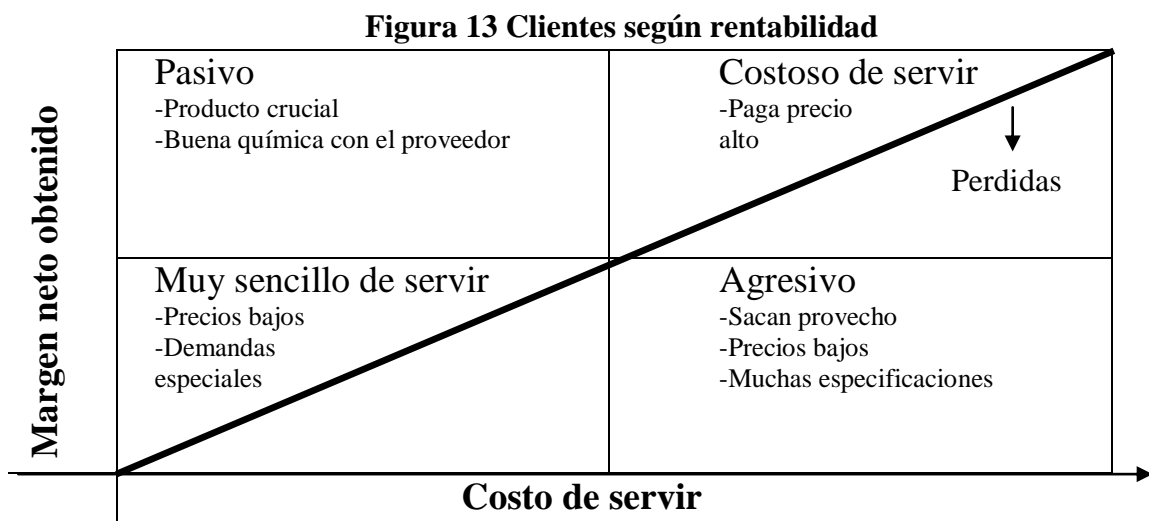 Figura 13 Clientes según rentabilidad
Margen neto obtenido
Pasivo
-Producto crucial
-Buena química con el proveedor
Costoso de servir
-Paga precio
alto
Perdidas
Muy sencillo de servir
-Precios bajos
-Demandas
especiales
Agresivo
-Sacan provecho
-Precios bajos
-Muchas especificaciones
Costo de servir